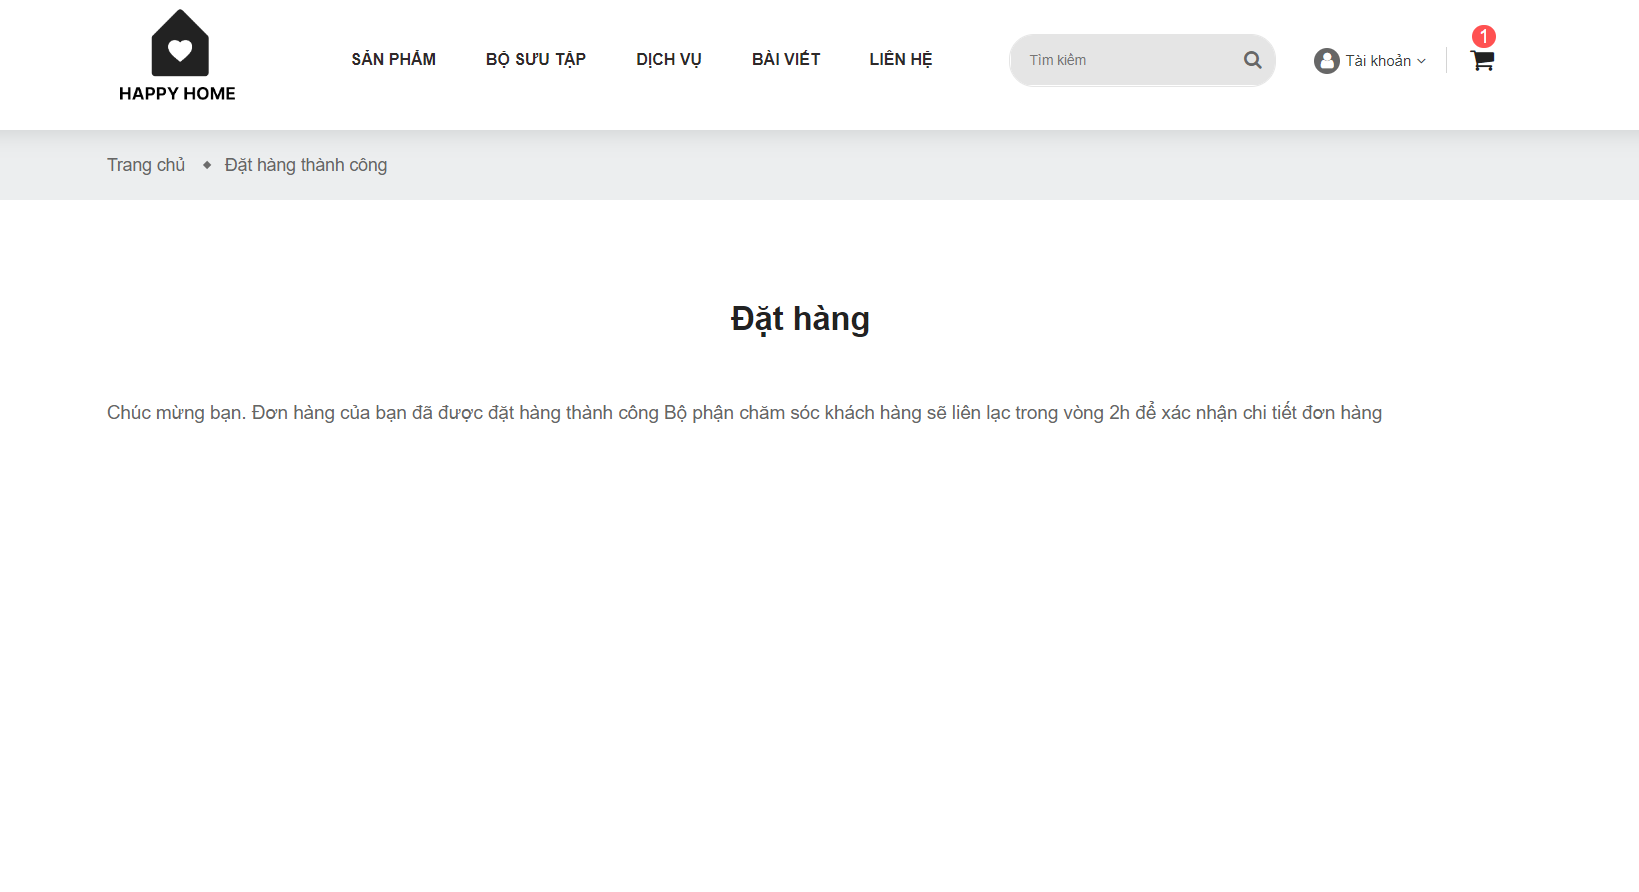 HAPPY HOME
SẢN PHẨM
BỘ SƯU TẬP
DỊCH VỤ
BÀI VIẾT
LIÊN HỆ
Tìm kiếm
Tài khoản
1
Trang chủ
Đặt hàng thành công
Đặt hàng
Chúc mừng bạn. Đơn hàng của bạn đã được đặt hàng thành công Bộ phận chăm sóc khách hàng sẽ liên lạc trong vòng 2h để xác nhận chi tiết đơn hàng